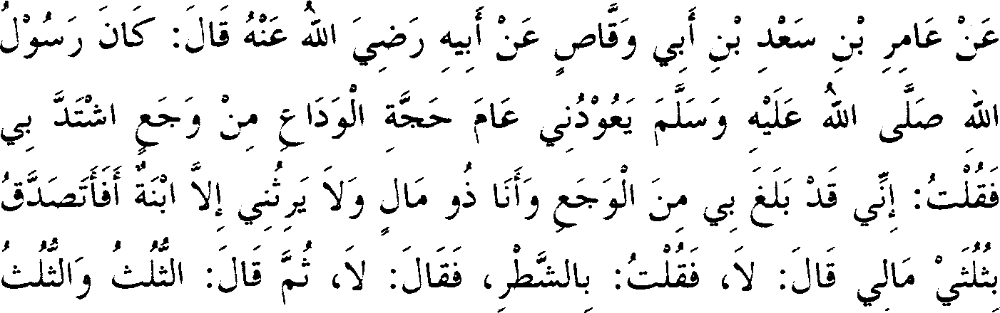 عَنْ عَامِرِ بْنِ سَعْدِ بْنِ أَبِي وَقَّاصٍ عَنْ أَبِيهِ رَضِيَ اللهُ عَنْهُ قَالَ: كَانَ رَسُوْلُ
اللهِ صَلَّى اللهُ عَلَيْهِ وَسَلَّمَ يَعُوْدُنِي عَامَ حَجَّةِ الْوَدَاعِ مِنْ وَجَعٍ اشْتَدَّ بِي
فَقُلْتُ: إِنِّي قَدْ بَلَغَ بِي مِنَ الْوَجَعِ وَأَنَا ذُو مَالٍ وَلاَ يَرِثُنِي إِلاَّ ابْنَةٌ أَفَأَتَصَدَّقُ
بِثُلُثَيْ مَالِي قَالَ: لاَ، فَقُلْتُ: بِالشَّطْرِ، فَقَالَ: لاَ، ثُمَّ قَالَ: الثُّلُثُ وَالثُّلُثُ